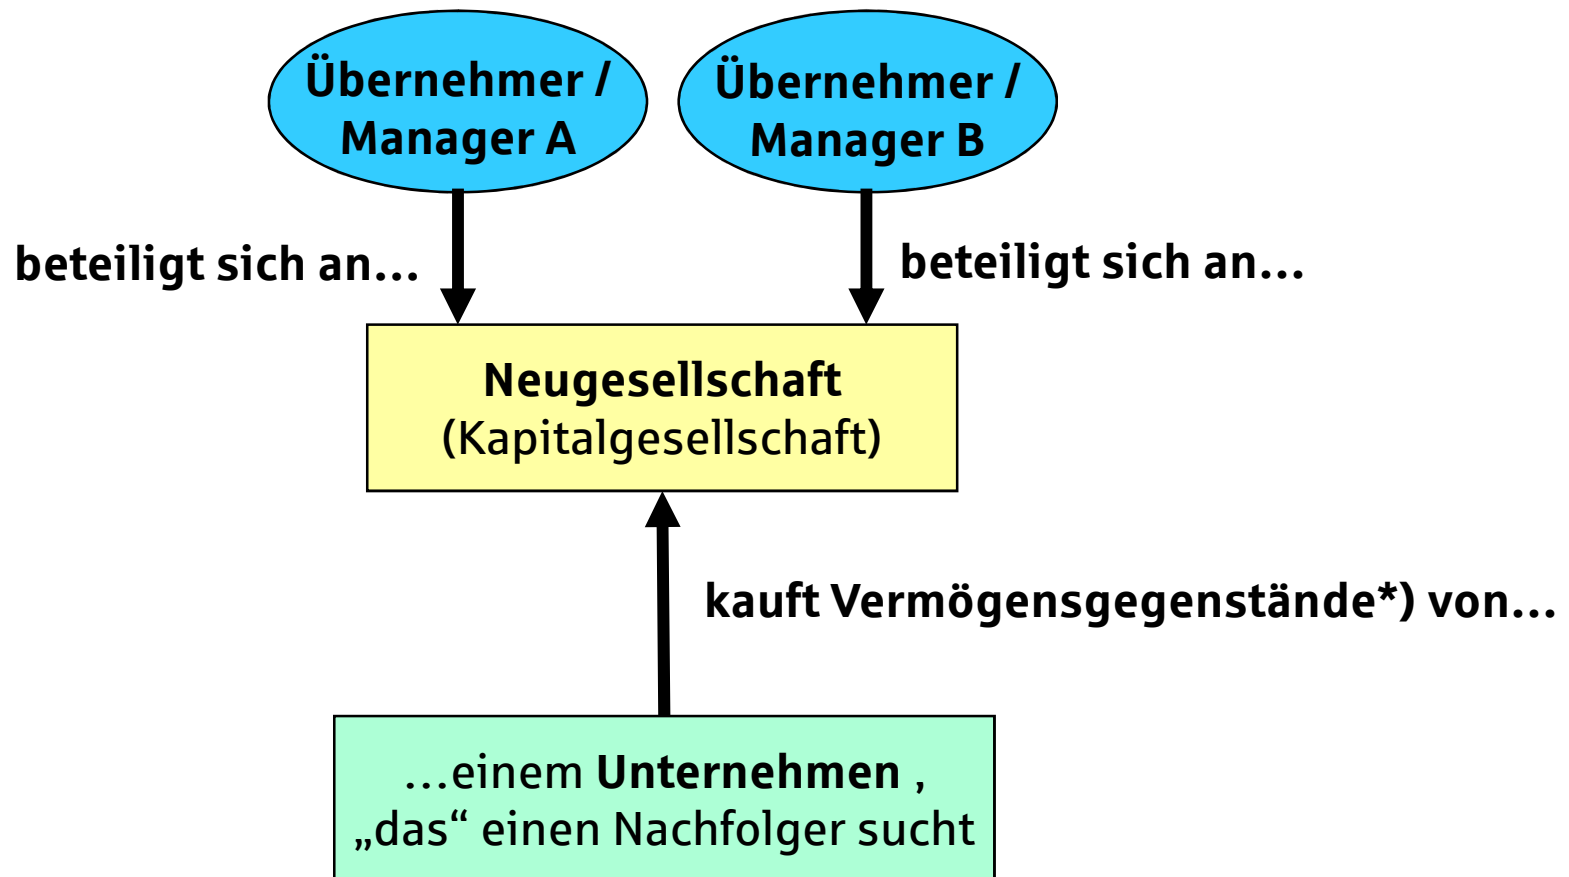 Übernehmer /
Manager A
Übernehmer /
Manager B
beteiligt sich an...
beteiligt sich an...
Neugesellschaft
(Kapitalgesellschaft)
kauft Vermögensgegenstände*) von...
...einem Unternehmen ,
„das“ einen Nachfolger sucht